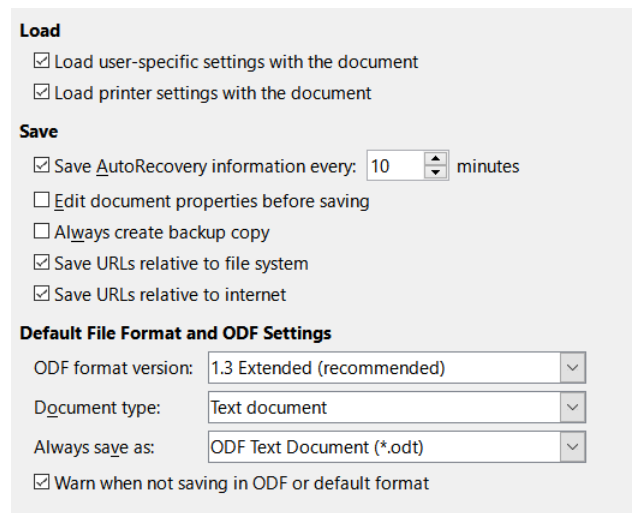 Load
Load user-specific settings with the document
Load printer settings with the document
Save
Save AutoRecovery information every: 10 minutes
Edit document properties before saving
Always create backup copy
Save URLs relative to file system
Save URLs relative to internet
Default File Format and ODF Settings
ODF format version: 1.3 Extended (recommended)
Document type: Text document
Always save as: ODF Text Document (*.odt)
Warn when not saving in ODF or default format